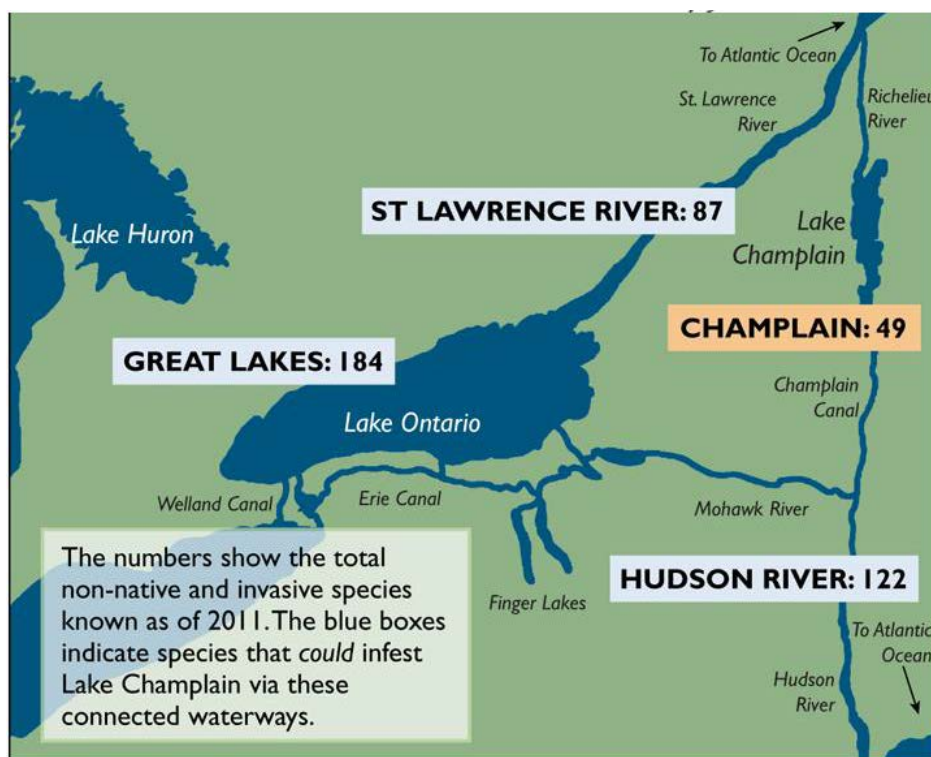 To Atlantic Ocean
St. Lawrence
River
Richelieu
River
ST LAWRENCE RIVER: 87
Lake
Champlain
Lake Huron
CHAMPLAIN: 49
GREAT LAKES: 184
Champlain
Canal
Lake Ontario
Welland Canal
Erie Canal
Mohawk River
The numbers show the total
non-native and invasive species
known as of 2011. The blue boxes
indicate species that could infest
Lake Champlain via these
connected waterways.
Finger Lakes
HUDSON RIVER: 122
To Atlantic
Ocean
Hudson
River